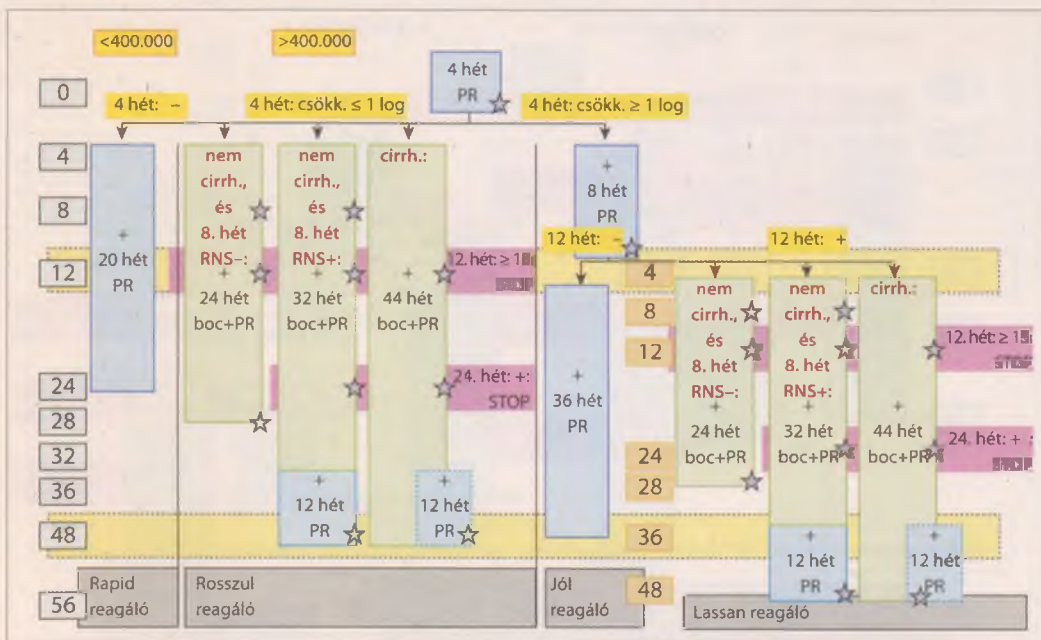 <400.000
>400.000
4 hét
PR
0
4 hét: –
4 hét: csökk. ≤ 1 log
4 hét: csökk. ≥ 1 log
4
8
12
24
28
32
36
48
56
+
20 hét
PR
nem
cirrh.,
és
8. hét
RNS–:
+
24 hét
boc+PR
nem
cirrh.,
és
8. hét
RNS+:
+
32 hét
boc+PR
+
12 hét
PR
cirrh.:
+
44 hét
boc+PR
+
12 hét
PR
12. hét: ≥
24. hét: +:
STOP
+
8 hét
PR
12 hét: –
12 hét: +
+
36 hét
PR
4
8
12
24
28
36
48
nem
cirrh.,
és
8. hét
RNS–:
+
24 hét
boc+PR
nem
cirrh.,
és
8. hét
RNS+:
+
32 hét
boc+PR
+
12 hét
PR
cirrh.:
+
44 hét
boc+PR
+
12 hét
PR
12. hét: ≥
STOP
24. hét: + :
Rapid
reagáló
Rosszul
reagáló
Jól
reagáló
Lassan reagáló